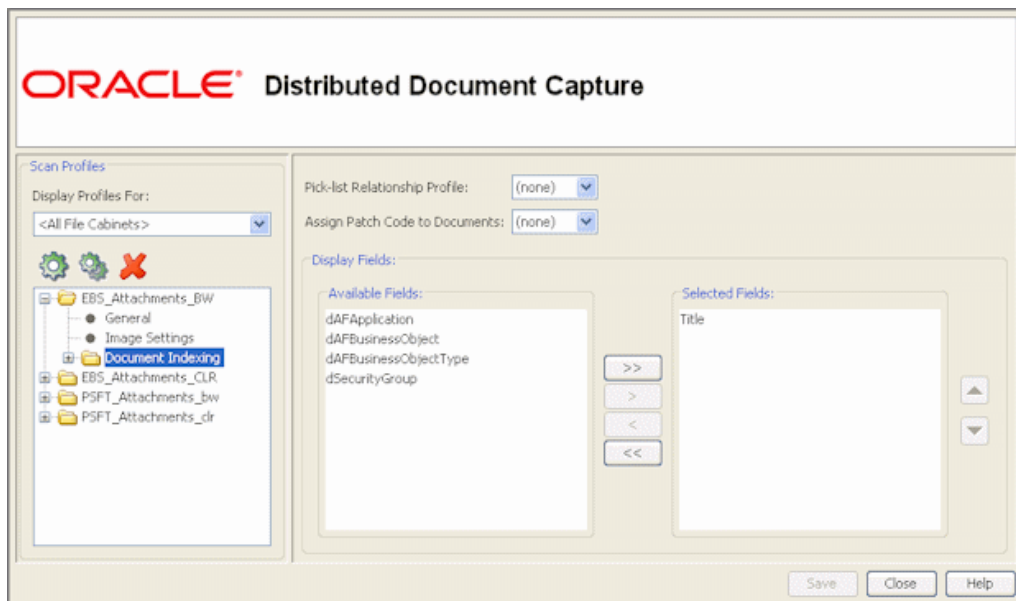 ORACLE® Distributed Document Capture
Scan Profiles
Display Profiles For:
<All File Cabinets>
EBS_Attachments_BW
General
Image Settings
Document Indexing
EBS_Attachments_CLR
PSFT_Attachments_bw
PSFT_Attachments_clr
Pick-list Relationship Profile: (none)
Assign Patch Code to Documents: (none)
Display Fields:
Available Fields:
dAFApplication
dAFBusinessObject
dAFBusinessObjectType
dSecurityGroup
>>
>
<
<<
Selected Fields:
Title
Save Close Help